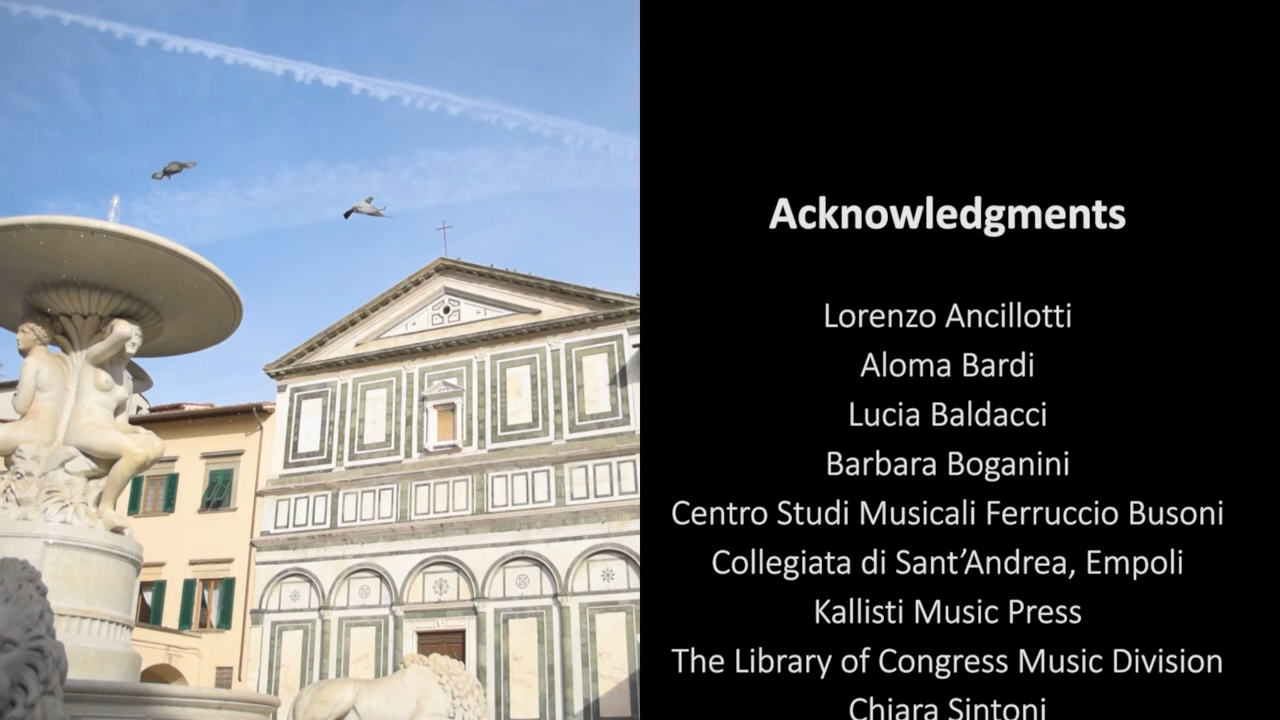 Acknowledgments
Lorenzo Ancillotti
Aloma Bardi
Lucia Baldacci
Barbara Boganini
Centro Studi Musicali Ferruccio Busoni
Collegiata di Sant’Andrea, Empoli
Kallisti Music Press
The Library of Congress Music Division
Chiara Sintoni